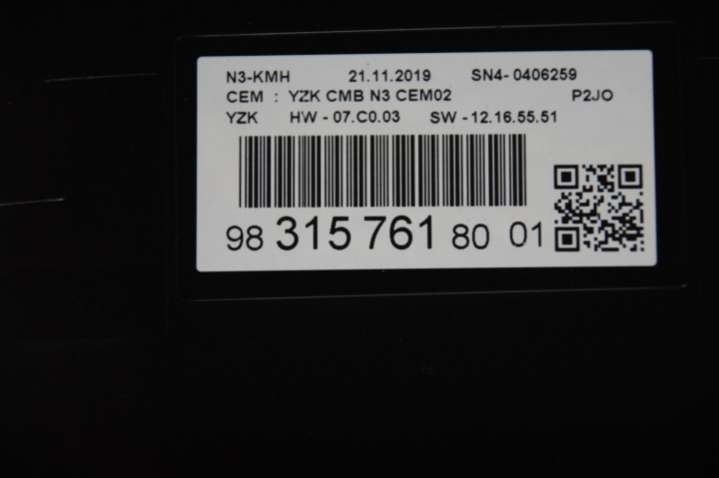 N3-KMH 21.11.2019 SN4- 0406259
CEM : YZK CMB N3 CEM02 P2JO
YZK HW - 07.C0.03 SW - 12.16.55.51
98 315 761 80 01